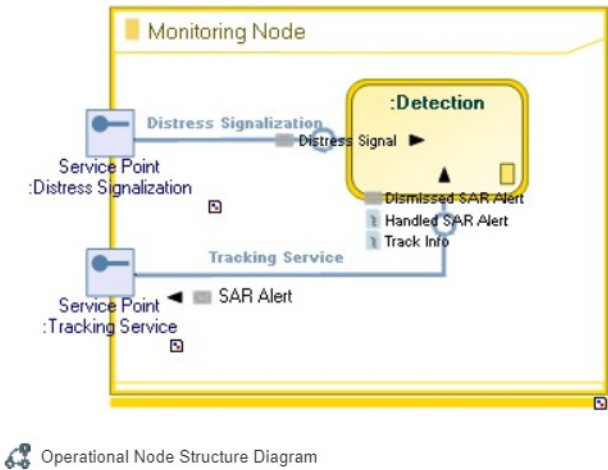 Monitoring Node
:Detection
Distress Signalization
Distress Signal
Service Point
:Distress Signalization
Dismissed SAR Alert
Handled SAR Alert
Track Info
Tracking Service
SAR Alert
Service Point
:Tracking Service
Operational Node Structure Diagram